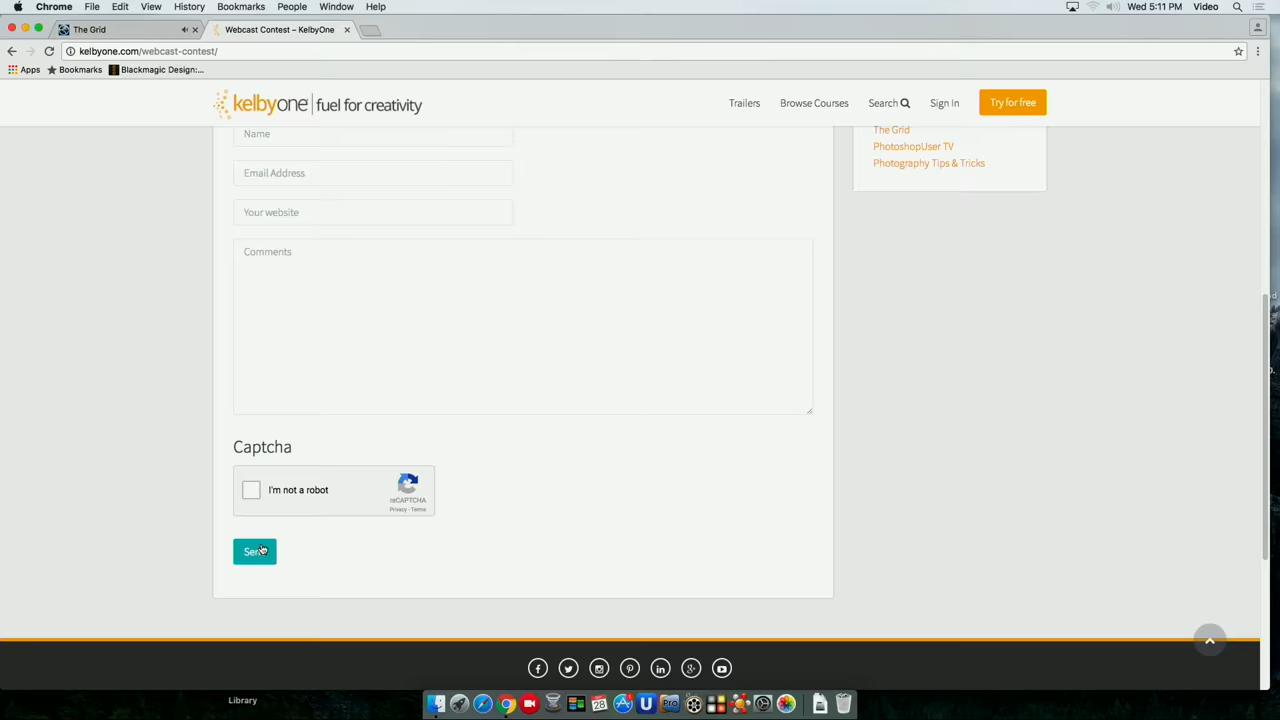 Chrome File Edit View History Bookmarks People Window Help Wed 5:11 PM Video
The Grid Webcast Contest – KelbyOne
kelbyone.com/webcast-contest/
Apps Bookmarks Blackmagic Design:...
kelbyone | fuel for creativity Trailers Browse Courses Search Sign In Try for free
Name The Grid
PhotoshopUser TV
Email Address Photography Tips & Tricks
Your website
Comments
Captcha
I'm not a robot
reCAPTCHA
Privacy - Terms
Library
28 U Pro